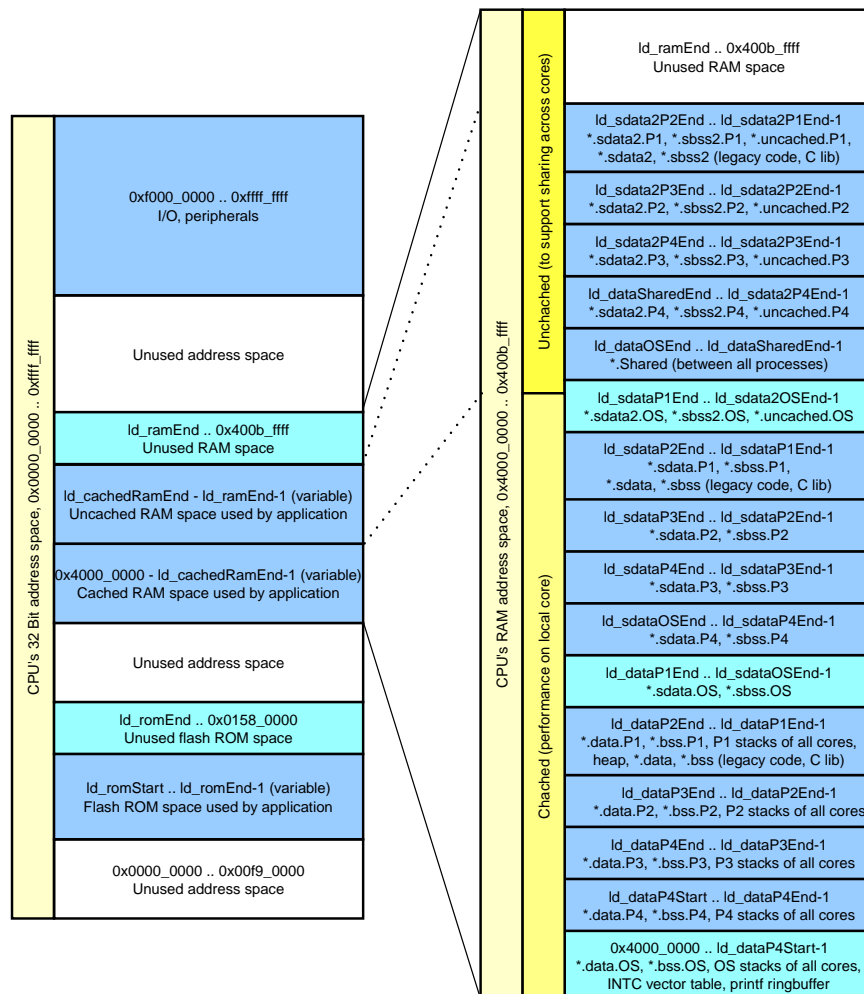 CPU's 32 Bit address space, 0x0000_0000 .. 0xffff_ffff
0xf000_0000 .. 0xffff_ffff
I/O, peripherals
Unused address space
ld_ramEnd .. 0x400b_ffff
Unused RAM space
ld_cachedRamEnd - ld_ramEnd-1 (variable)
Uncached RAM space used by application
0x4000_0000 - ld_cachedRamEnd-1 (variable)
Cached RAM space used by application
Unused address space
ld_romEnd .. 0x0158_0000
Unused flash ROM space
ld_romStart .. ld_romEnd-1 (variable)
Flash ROM space used by application
0x0000_0000 .. 0x00f9_0000
Unused address space
CPU's RAM address space, 0x4000_0000 .. 0x400b_ffff
Unchached (to support sharing across cores)
Chached (performance on local core)
ld_ramEnd .. 0x400b_ffff
Unused RAM space
ld_sdata2P2End .. ld_sdata2P1End-1
*.sdata2.P1, *.sbss2.P1, *.uncached.P1,
*.sdata2, *.sbss2 (legacy code, C lib)
ld_sdata2P3End .. ld_sdata2P2End-1
*.sdata2.P2, *.sbss2.P2, *.uncached.P2
ld_sdata2P4End .. ld_sdata2P3End-1
*.sdata2.P3, *.sbss2.P3, *.uncached.P3
ld_dataSharedEnd .. ld_sdata2P4End-1
*.sdata2.P4, *.sbss2.P4, *.uncached.P4
ld_dataOSEnd .. ld_dataSharedEnd-1
*.Shared (between all processes)
ld_sdataP1End .. ld_sdata2OSEnd-1
*.sdata2.OS, *.sbss2.OS, *.uncached.OS
ld_sdataP2End .. ld_sdataP1End-1
*.sdata.P1, *.sbss.P1,
*.sdata, *.sbss (legacy code, C lib)
ld_sdataP3End .. ld_sdataP2End-1
*.sdata.P2, *.sbss.P2
ld_sdataP4End .. ld_sdataP3End-1
*.sdata.P3, *.sbss.P3
ld_sdataOSEnd .. ld_sdataP4End-1
*.sdata.P4, *.sbss.P4
ld_dataP1End .. ld_sdataOSEnd-1
*.sdata.OS, *.sbss.OS
ld_dataP2End .. ld_dataP1End-1
*.data.P1, *.bss.P1, P1 stacks of all cores,
heap, *.data, *.bss (legacy code, C lib)
ld_dataP3End .. ld_dataP2End-1
*.data.P2, *.bss.P2, P2 stacks of all cores
ld_dataP4End .. ld_dataP3End-1
*.data.P3, *.bss.P3, P3 stacks of all cores
ld_dataP4Start .. ld_dataP4End-1
*.data.P4, *.bss.P4, P4 stacks of all cores
0x4000_0000 .. ld_dataP4Start-1
*.data.OS, *.bss.OS, OS stacks of all cores,
INTC vector table, printf ringbuffer